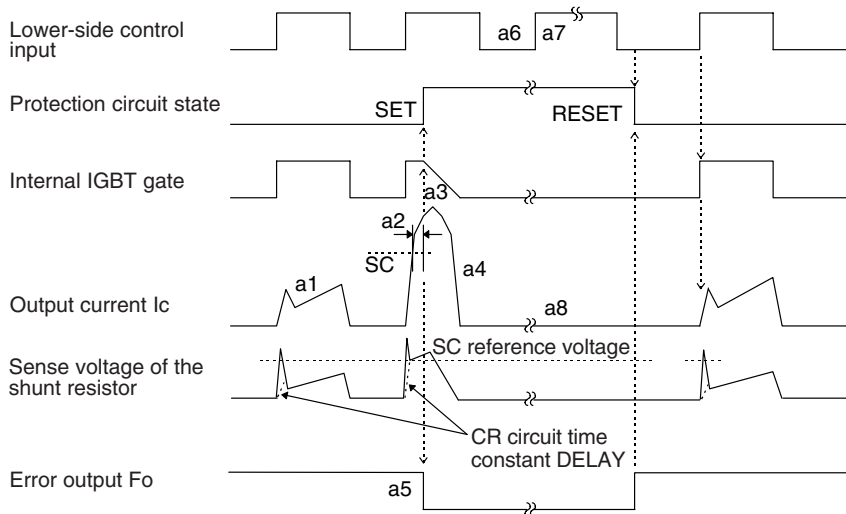 Lower-side control
input
a6
a7
Protection circuit state
SET
RESET
Internal IGBT gate
a3
a2
SC
a4
a1
Output current Ic
a8
SC reference voltage
Sense voltage of the
shunt resistor
CR circuit time
constant DELAY
Error output Fo
a5